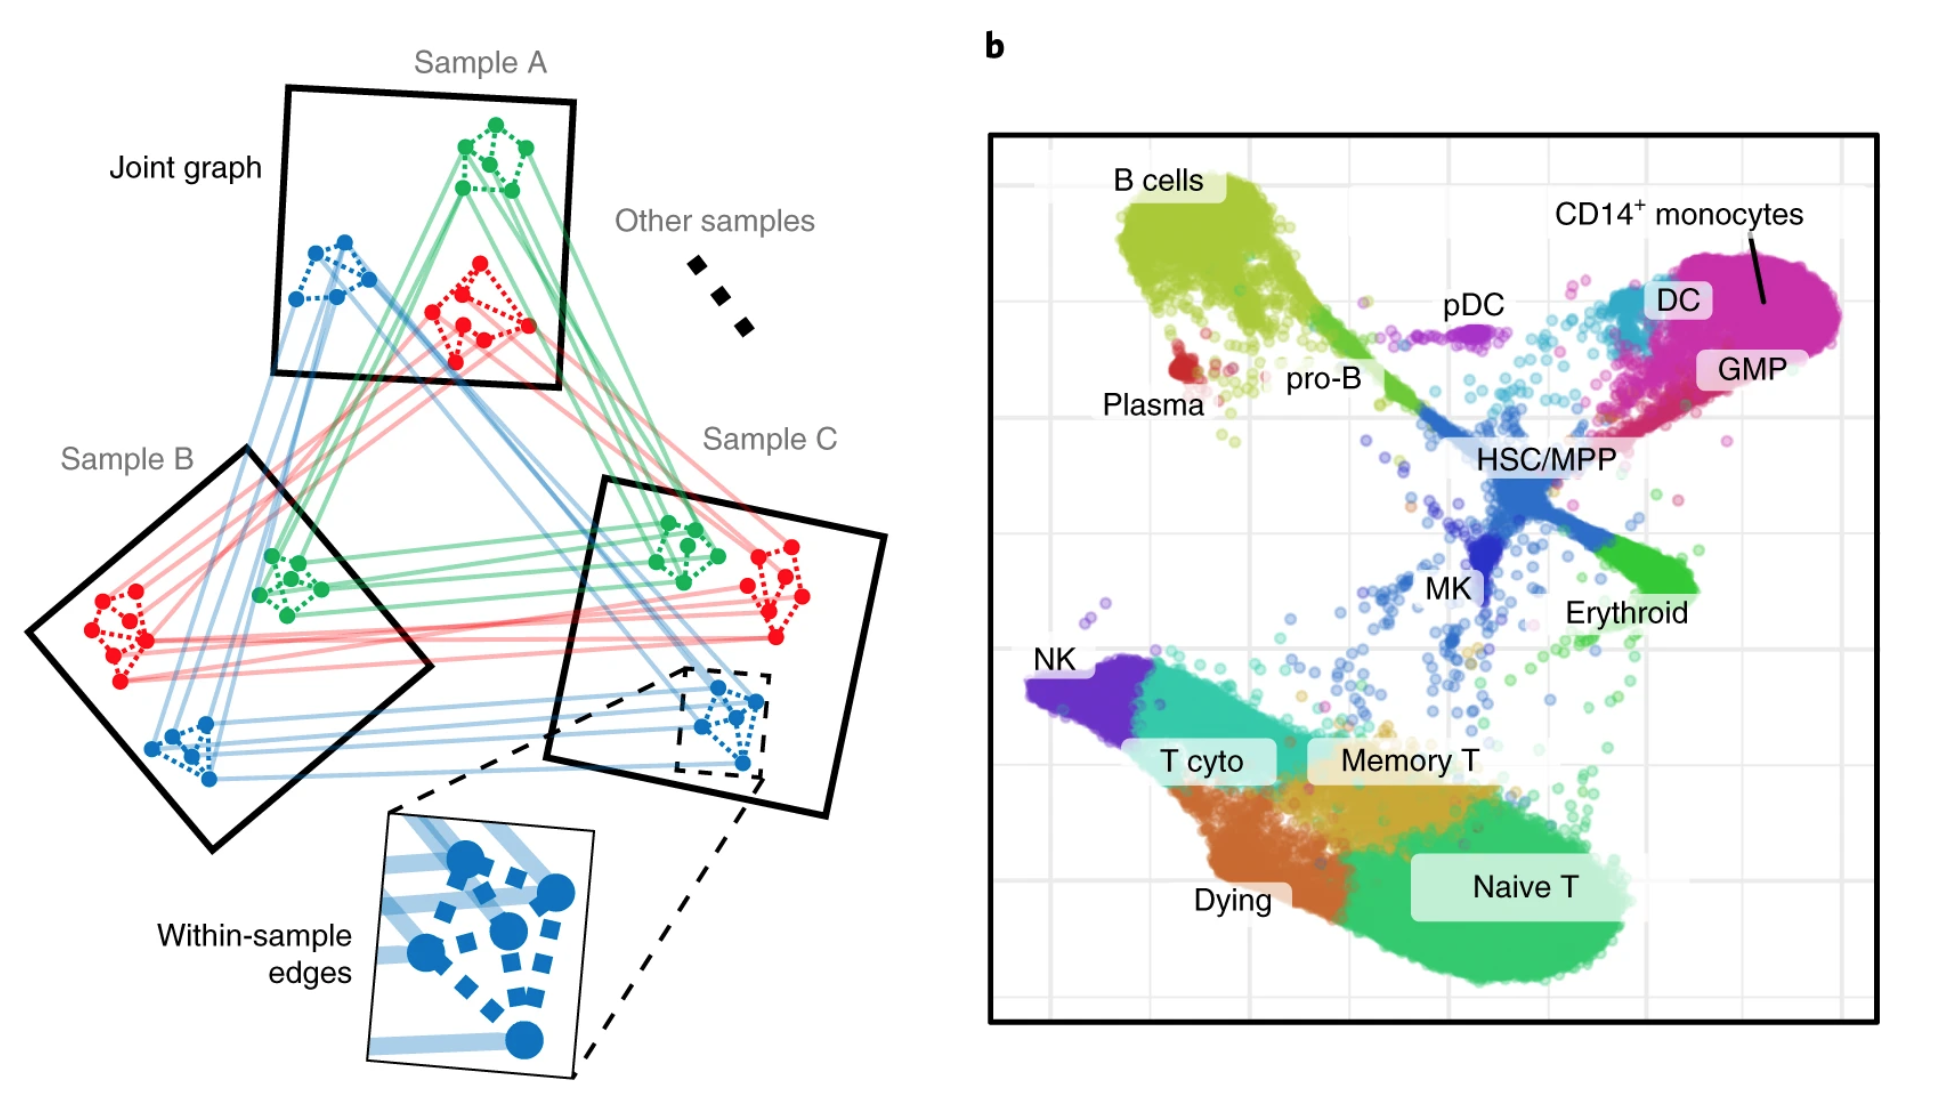 Sample A
Joint graph
Other samples
Sample B
Sample C
Within-sample
edges
b
B cells
CD14⁺ monocytes
DC
pDC
GMP
pro-B
Plasma
HSC/MPP
MK
Erythroid
NK
T cyto
Memory T
Naive T
Dying